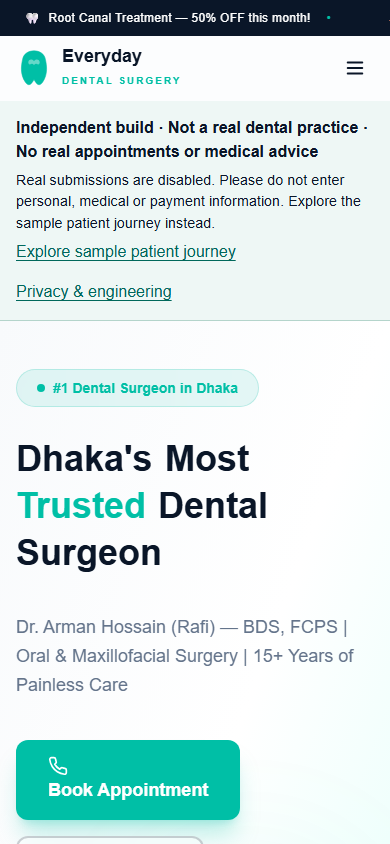 Root Canal Treatment — 50% OFF this month!
Everyday
DENTAL SURGERY
Independent build · Not a real dental practice ·
No real appointments or medical advice
Real submissions are disabled. Please do not enter
personal, medical or payment information. Explore the
sample patient journey instead.
Explore sample patient journey
Privacy & engineering
#1 Dental Surgeon in Dhaka
Dhaka's Most
Trusted Dental
Surgeon
Dr. Arman Hossain (Rafi) — BDS, FCPS |
Oral & Maxillofacial Surgery | 15+ Years of
Painless Care
Book Appointment